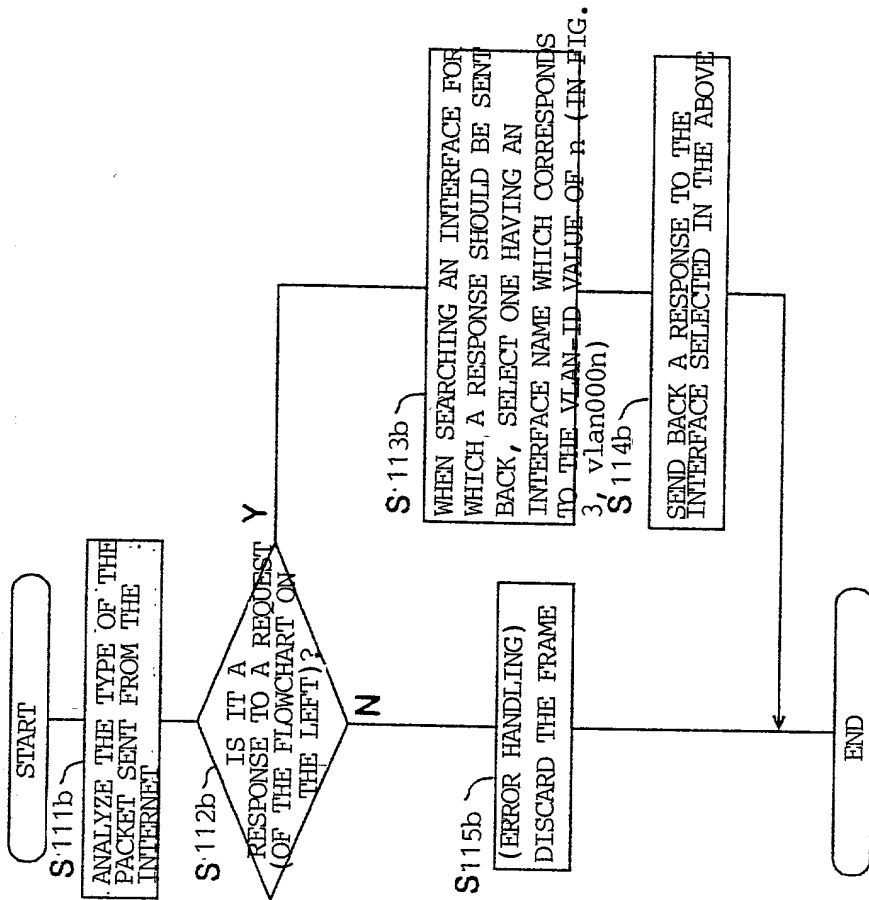 START
S111b
ANALYZE THE TYPE OF THE
PACKET SENT FROM THE
INTERNET
S112b
IS IT A
RESPONSE TO A REQUEST
(OF THE FLOWCHART ON
THE LEFT)?
Y
N
S113b
WHEN SEARCHING AN INTERFACE FOR
WHICH A RESPONSE SHOULD BE SENT
BACK, SELECT ONE HAVING AN
INTERFACE NAME WHICH CORRESPONDS
TO THE VLAN-ID VALUE OF n (IN FIG.
3, vlan000n)
S114b
SEND BACK A RESPONSE TO THE
INTERFACE SELECTED IN THE ABOVE
S115b
(ERROR HANDLING)
DISCARD THE FRAME
END